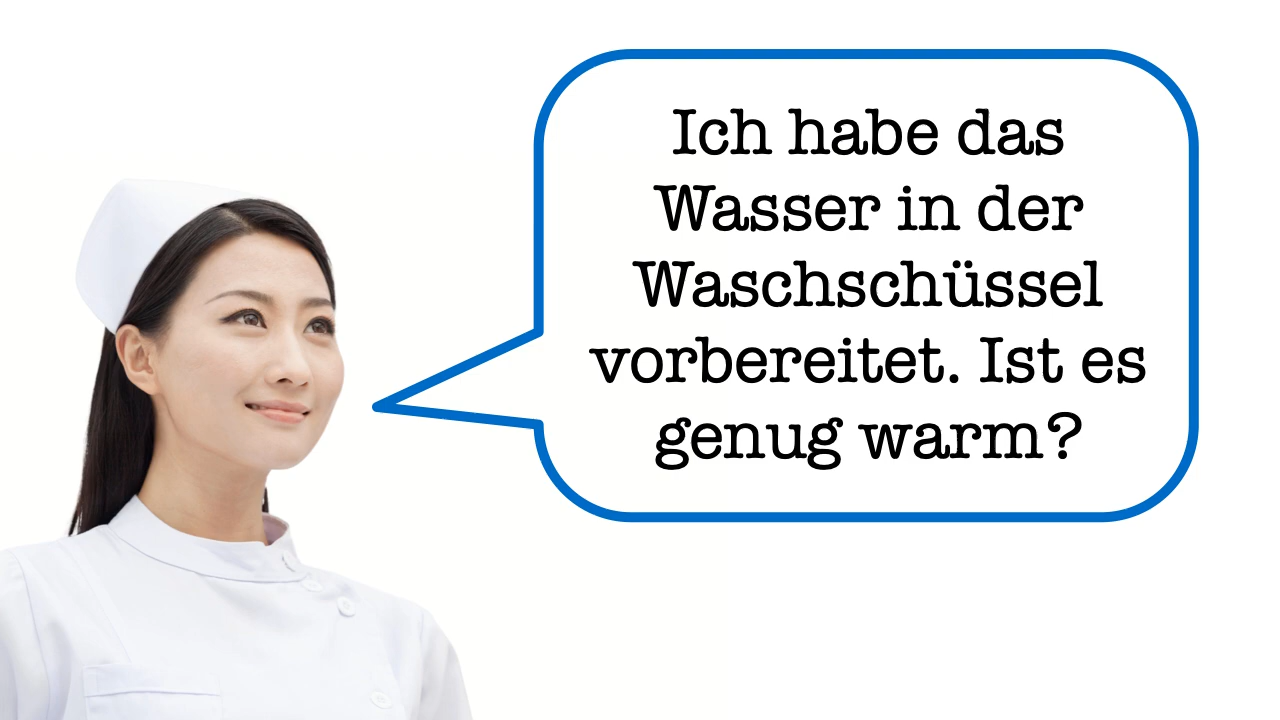 Ich habe das
Wasser in der
Waschschüssel
vorbereitet. Ist es
genug warm?